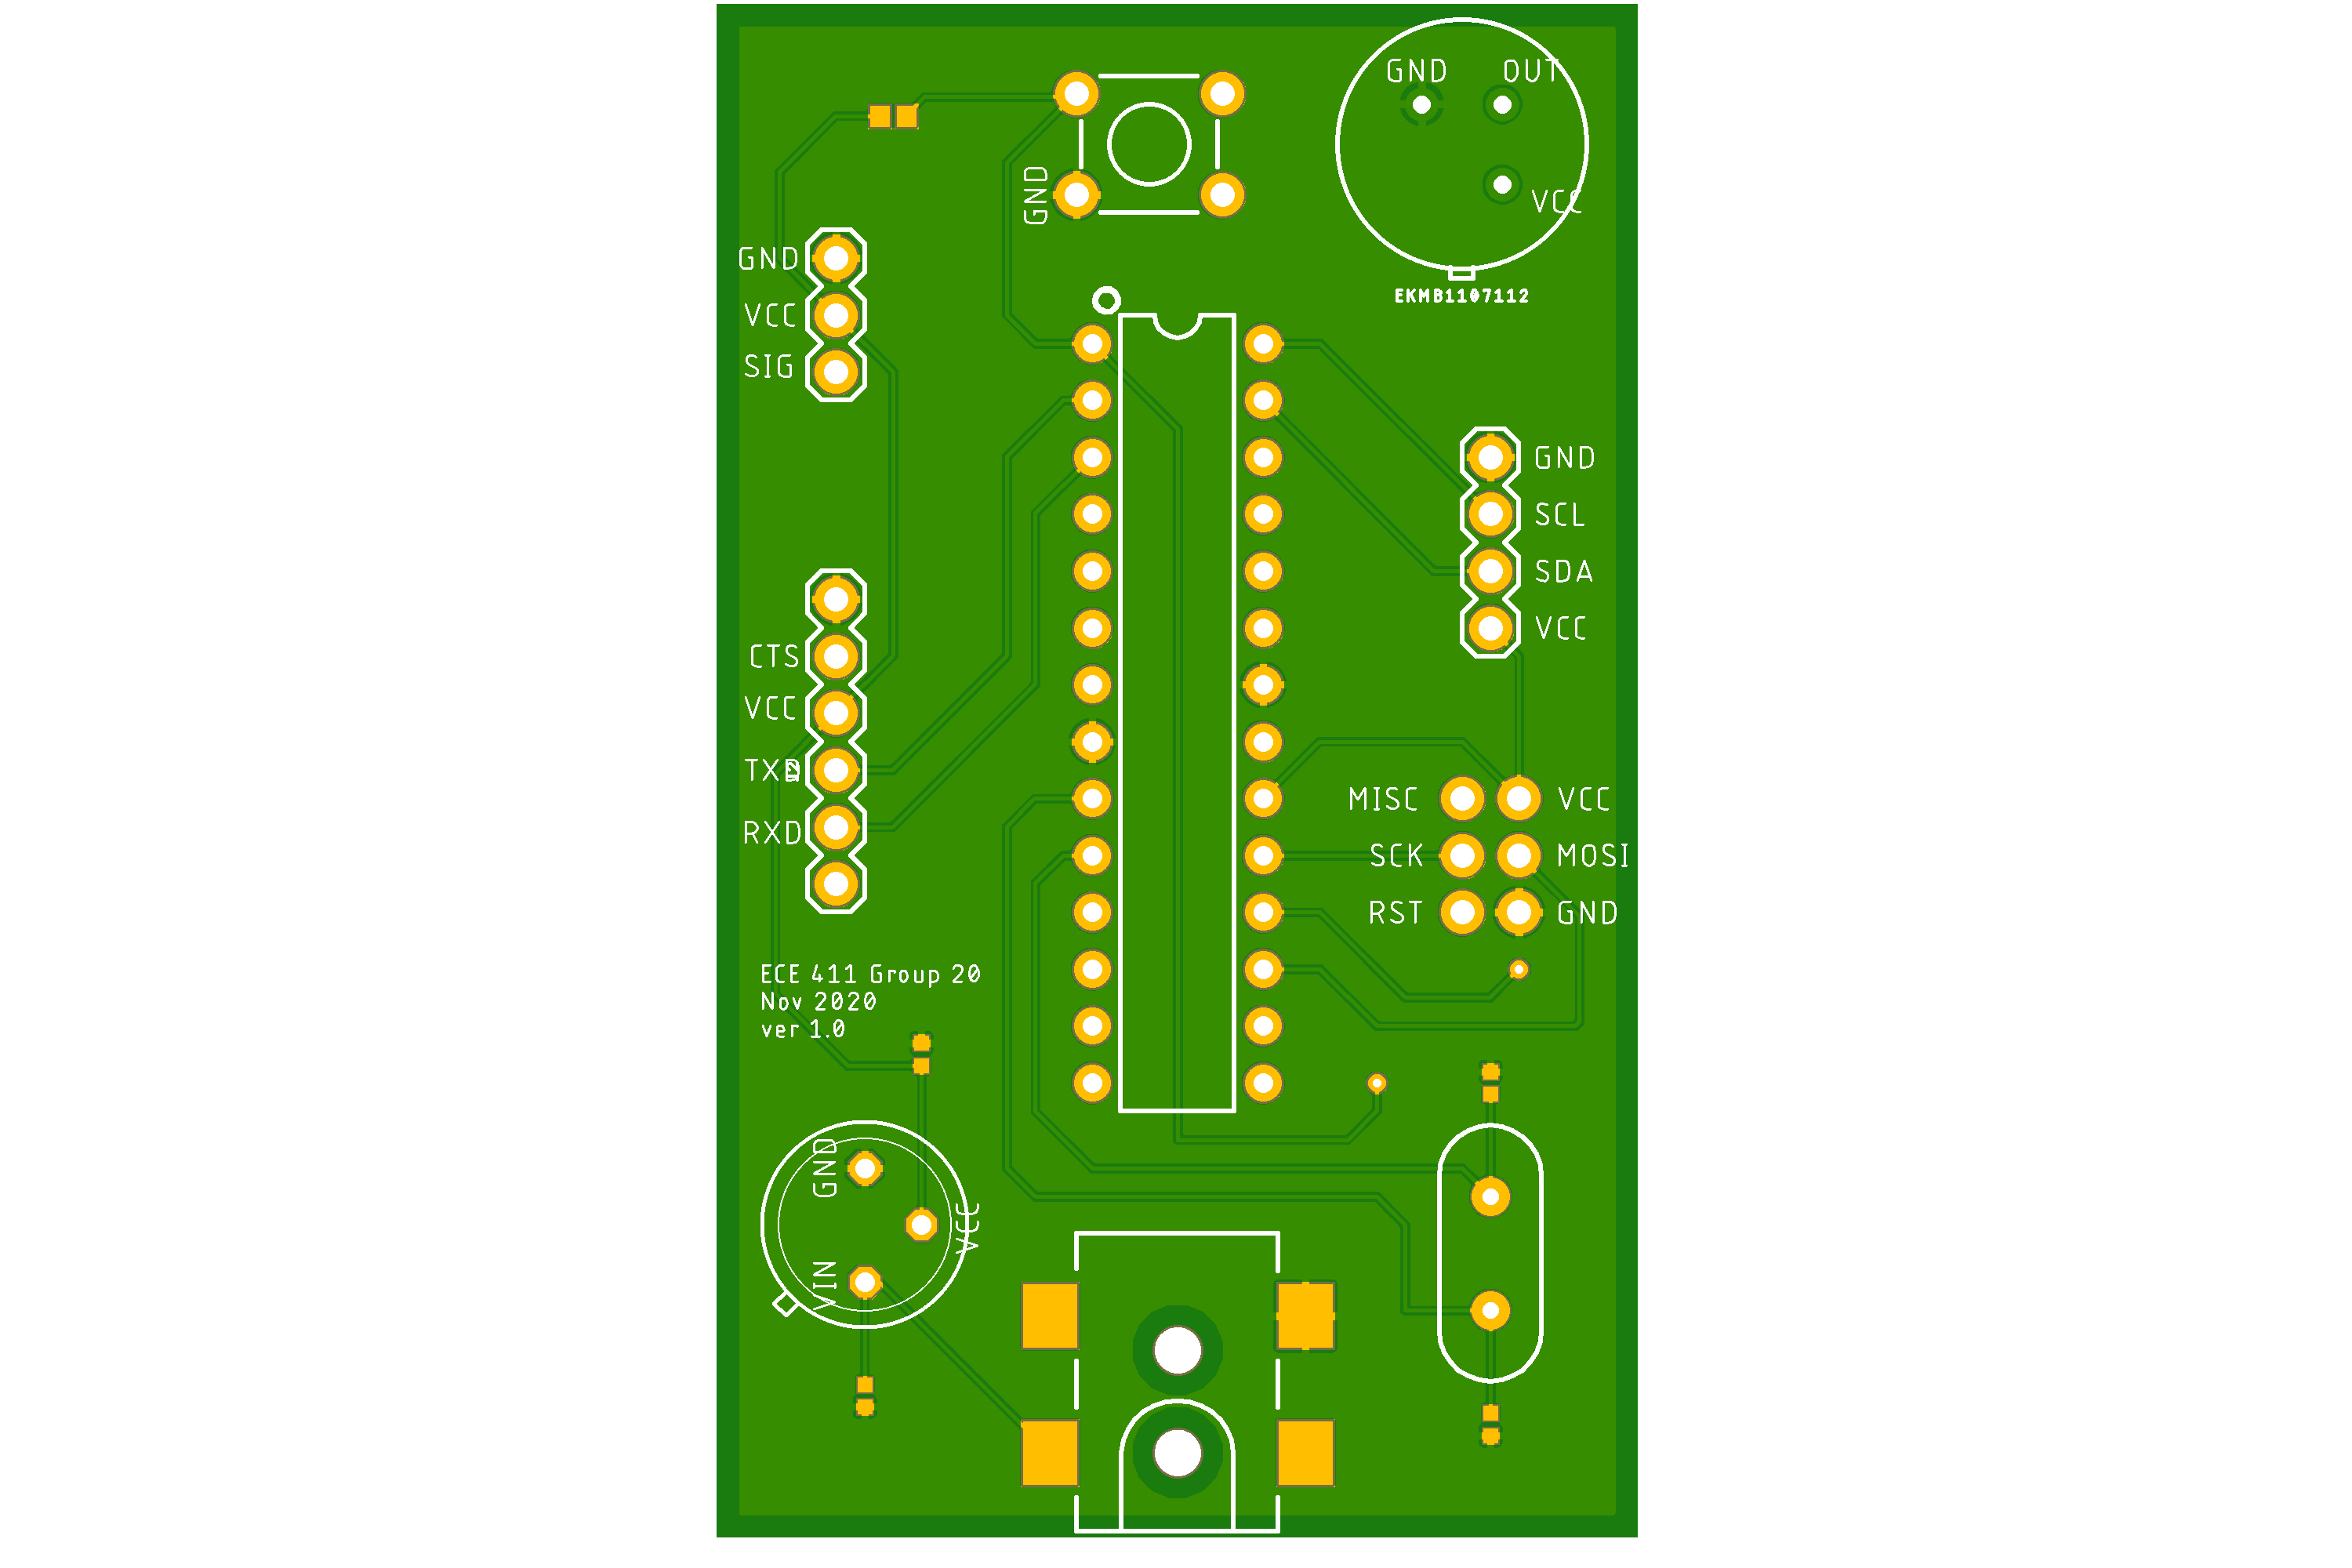 GND OUT
VCC
GND
EKMB1107112
GND
VCC
SIG
GND
SCL
SDA
VCC
CTS
VCC
TXD
RXD
MISC VCC
SCK MOSI
RST GND
ECE 411 Group 20
Nov 2020
ver 1.0
GND
VCC
VIN